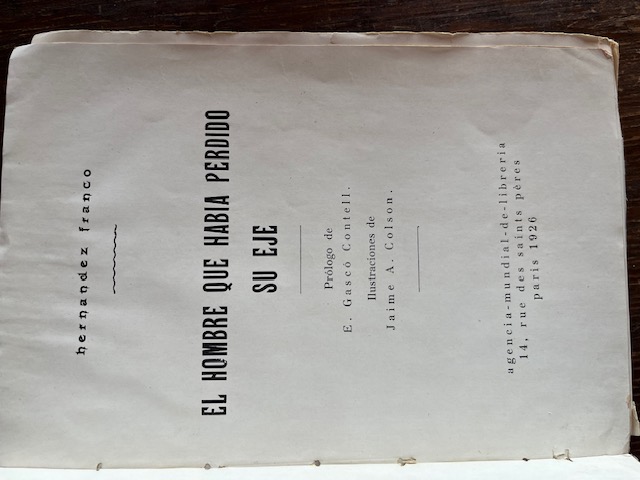 hernandez franco
EL HOMBRE QUE HABIA PERDIDO
SU EJE
Prólogo de
E. Gascó Contell.
Ilustraciones de
Jaime A. Colson.
agencia-mundial-de-libreria
14, rue des saints pères
paris 1926